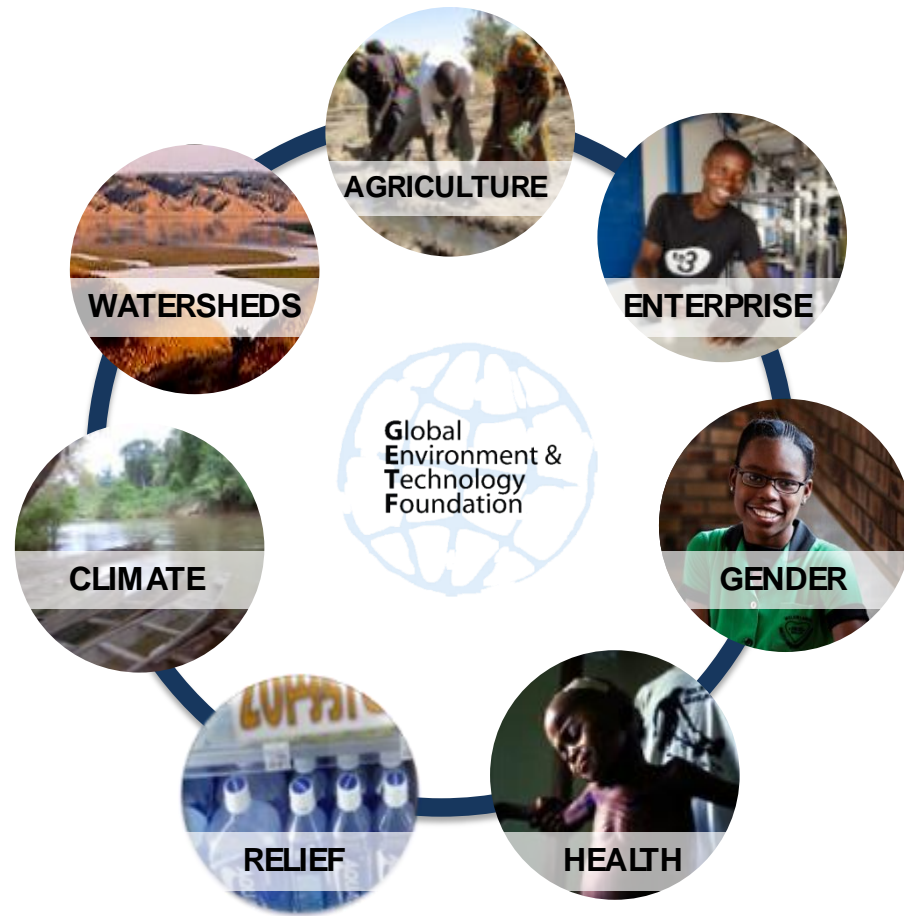 AGRICULTURE
ENTERPRISE
WATERSHEDS
Global
Environment &
Technology
Foundation
GENDER
CLIMATE
HEALTH
RELIEF